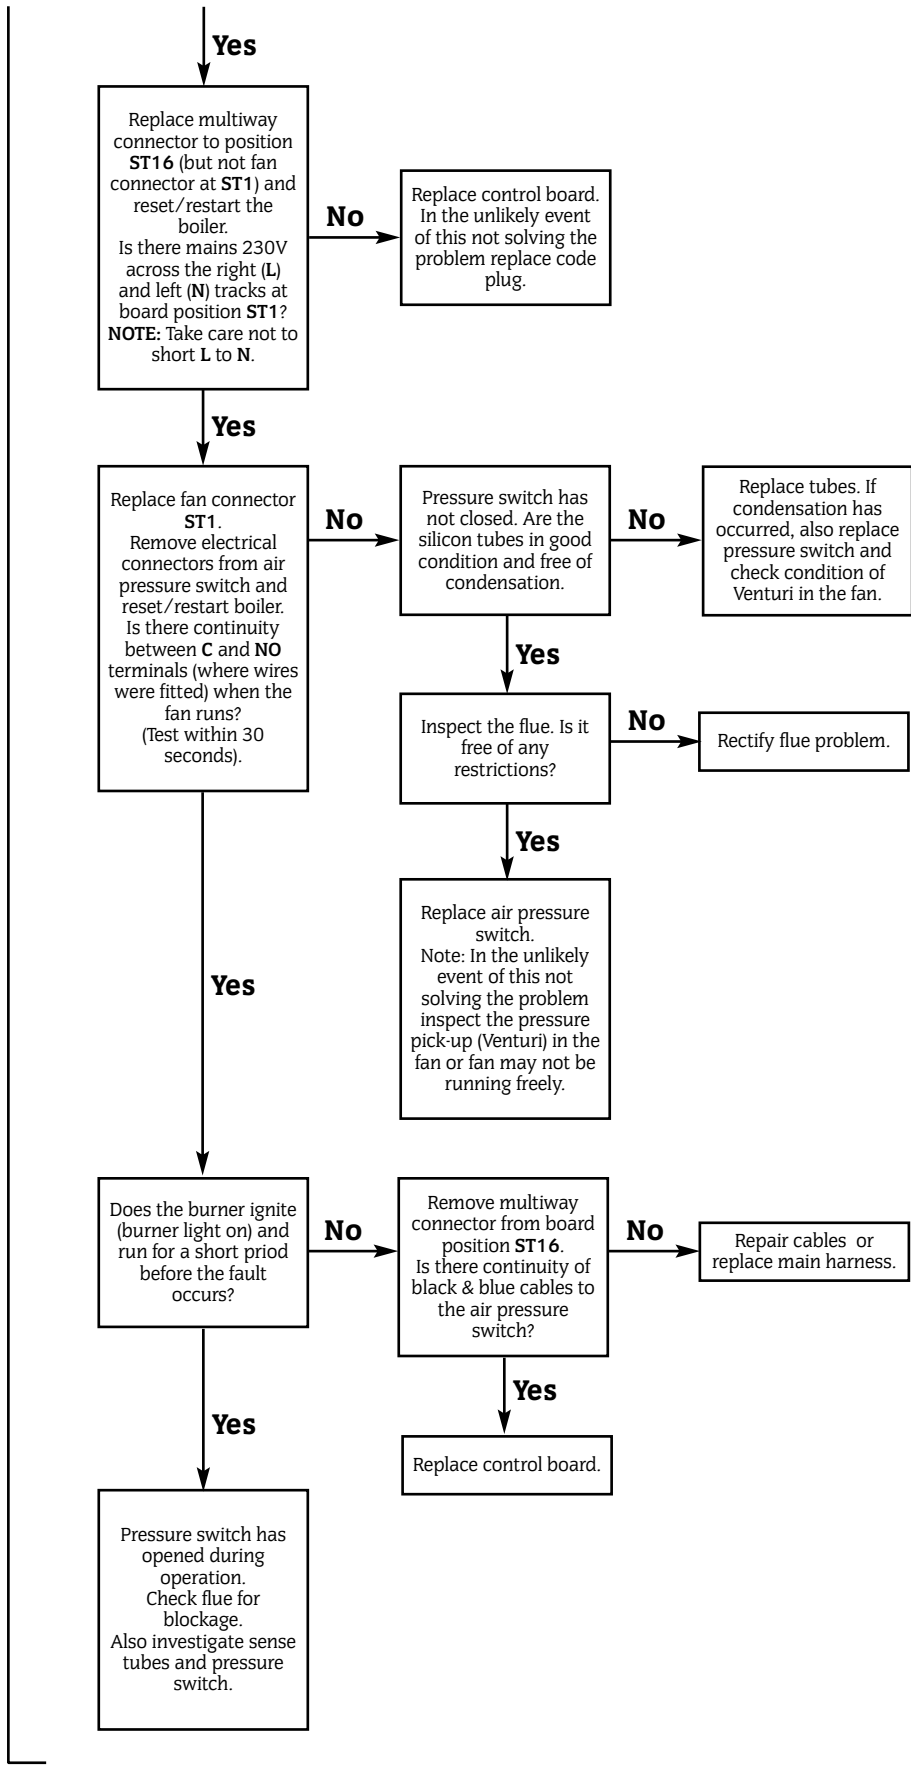 Yes
Replace multiway
connector to position
ST16 (but not fan
connector at ST1) and
reset/restart the
boiler.
Is there mains 230V
across the right (L)
and left (N) tracks at
board position ST1?
NOTE: Take care not to
short L to N.
No
Replace control board.
In the unlikely event
of this not solving the
problem replace code
plug.
Yes
Replace fan connector
ST1.
Remove electrical
connectors from air
pressure switch and
reset/restart boiler.
Is there continuity
between C and NO
terminals (where wires
were fitted) when the
fan runs?
(Test within 30
seconds).
No
Pressure switch has
not closed. Are the
silicon tubes in good
condition and free of
condensation.
No
Replace tubes. If
condensation has
occurred, also replace
pressure switch and
check condition of
Venturi in the fan.
Yes
Inspect the flue. Is it
free of any
restrictions?
No
Rectify flue problem.
Yes
Replace air pressure
switch.
Note: In the unlikely
event of this not
solving the problem
inspect the pressure
pick-up (Venturi) in the
fan or fan may not be
running freely.
Yes
Does the burner ignite
(burner light on) and
run for a short priod
before the fault
occurs?
No
Remove multiway
connector from board
position ST16.
Is there continuity of
black & blue cables to
the air pressure
switch?
No
Repair cables or
replace main harness.
Yes
Replace control board.
Yes
Pressure switch has
opened during
operation.
Check flue for
blockage.
Also investigate sense
tubes and pressure
switch.